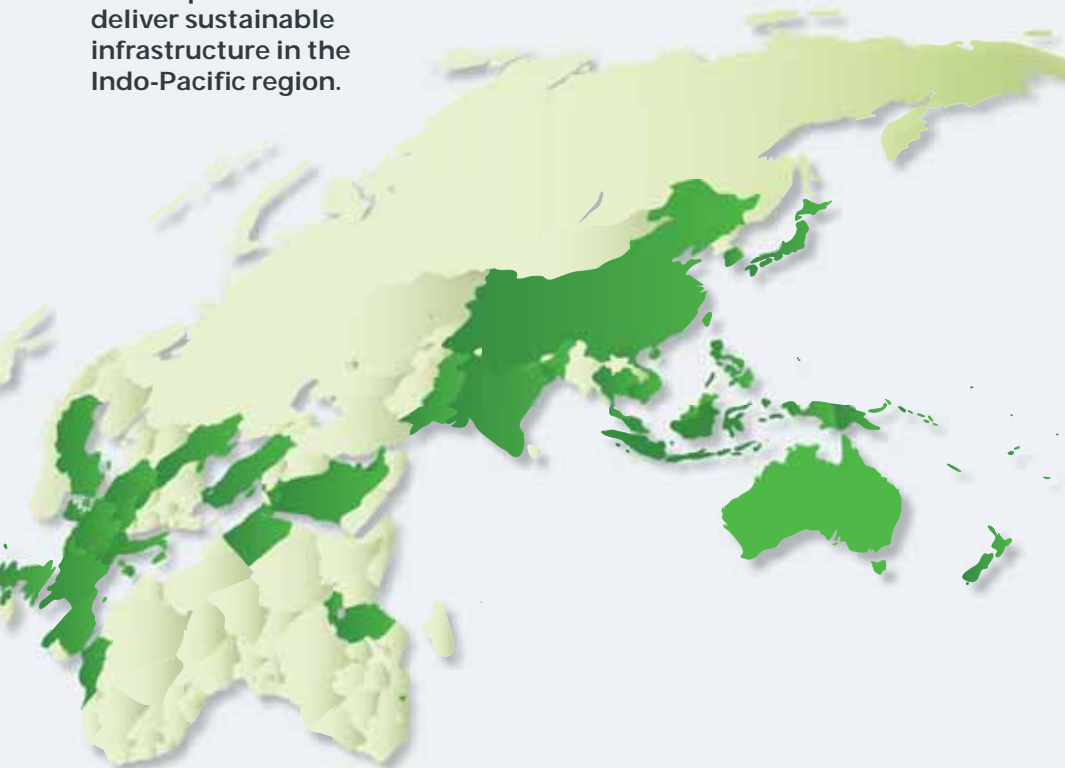 deliver sustainable
infrastructure in the
Indo-Pacific region.